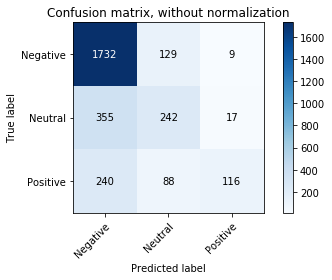 Confusion matrix, without normalization
Negative 1732 129 9
Neutral 355 242 17
Positive 240 88 116
True label
Negative Neutral Positive
Predicted label
1600
1400
1200
1000
800
600
400
200